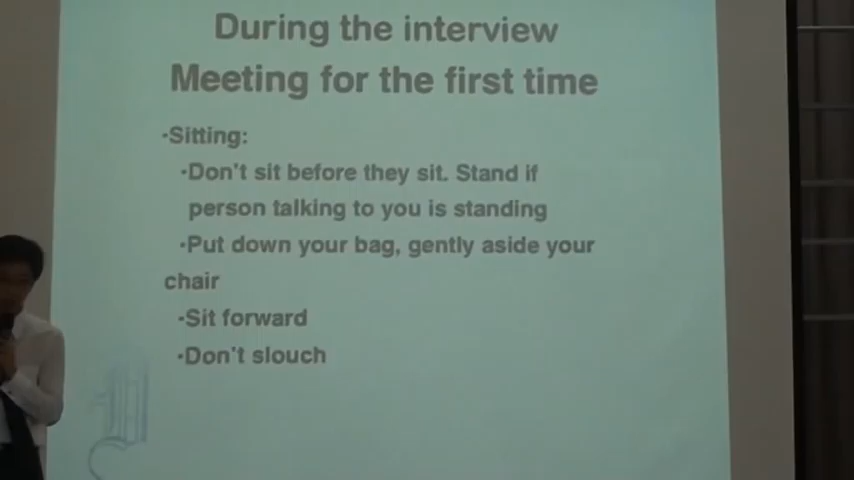 During the interview
Meeting for the first time
•Sitting:
•Don't sit before they sit. Stand if
person talking to you is standing
•Put down your bag, gently aside your
chair
•Sit forward
•Don't slouch